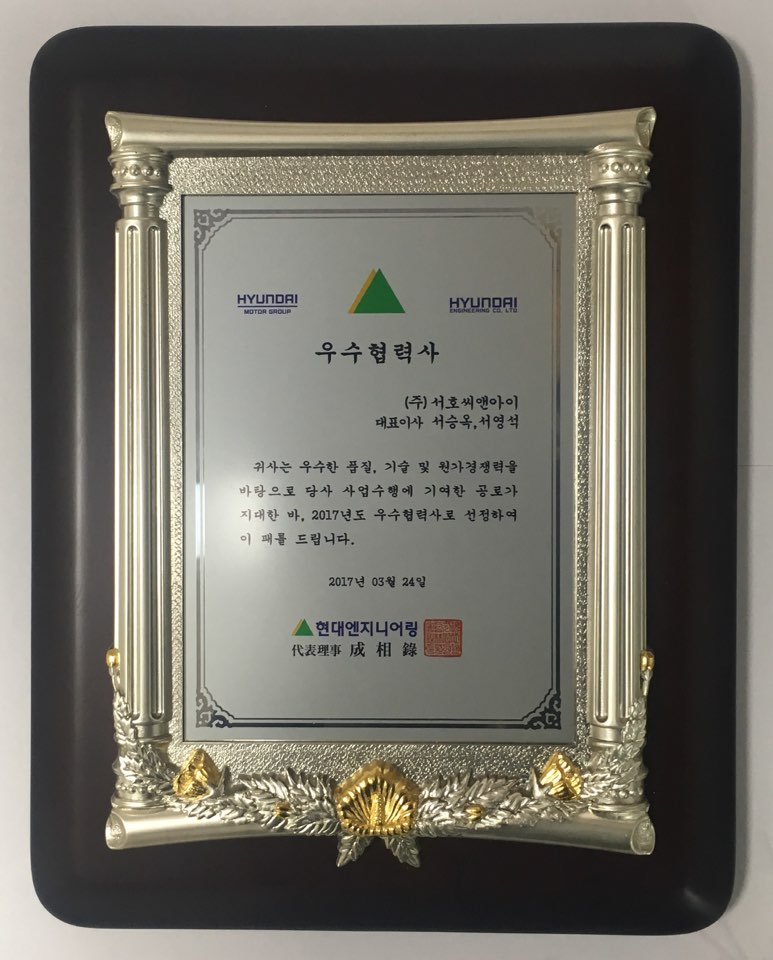 HYUNDAI
MOTOR GROUP
HYUNDAI
ENGINEERING CO. LTD
우수협력사
(주)서호씨앤아이
대표이사 서승옥,서영석
귀사는 우수한 품질, 기술 및 원가경쟁력을
바탕으로 당사 사업수행에 기여한 공로가
지대한 바, 2017년도 우수협력사로 선정하여
이 패를 드립니다.
2017년 03월 24일
현대엔지니어링
代表理事 成相錄